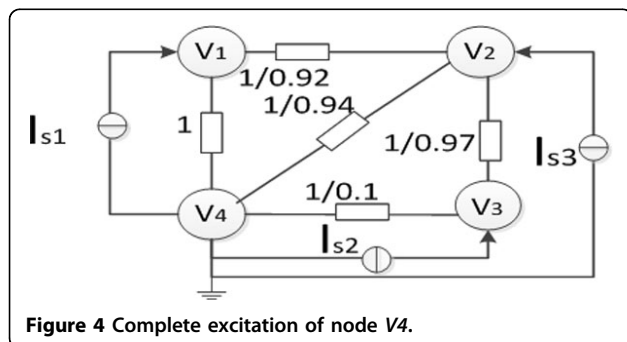 V1
V2
1/0.92
1/0.94
Is1
1
1/0.97
Is3
1/0.1
V4
V3
Is2
Figure 4 Complete excitation of node V4.